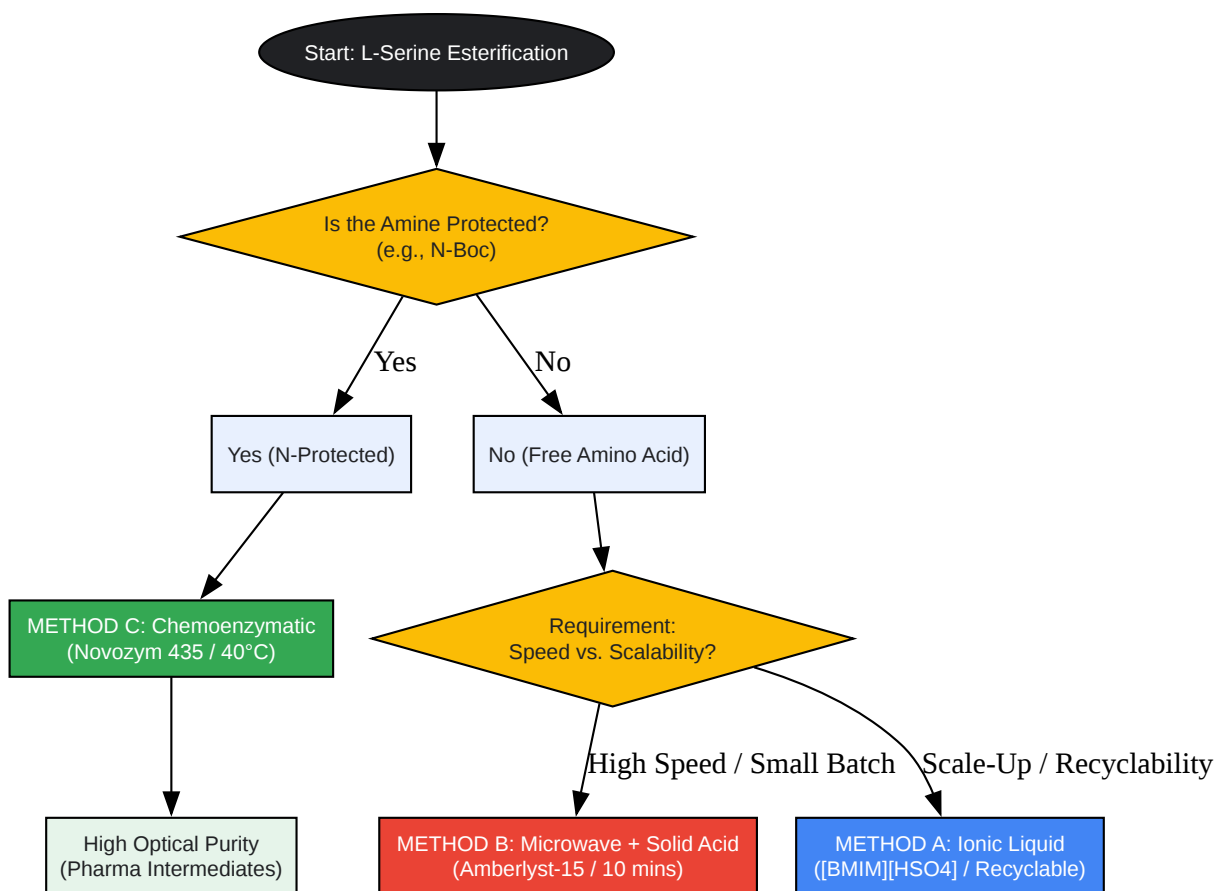 Start: L-Serine Esterification
Is the Amine Protected?
(e.g., N-Boc)
Yes
No
Yes (N-Protected)
No (Free Amino Acid)
METHOD C: Chemoenzymatic
(Novozym 435 / 40°C)
Requirement:
Speed vs. Scalability?
High Speed / Small Batch
Scale-Up / Recyclability
High Optical Purity
(Pharma Intermediates)
METHOD B: Microwave + Solid Acid
(Amberlyst-15 / 10 mins)
METHOD A: Ionic Liquid
([BMIM][HSO4] / Recyclable)